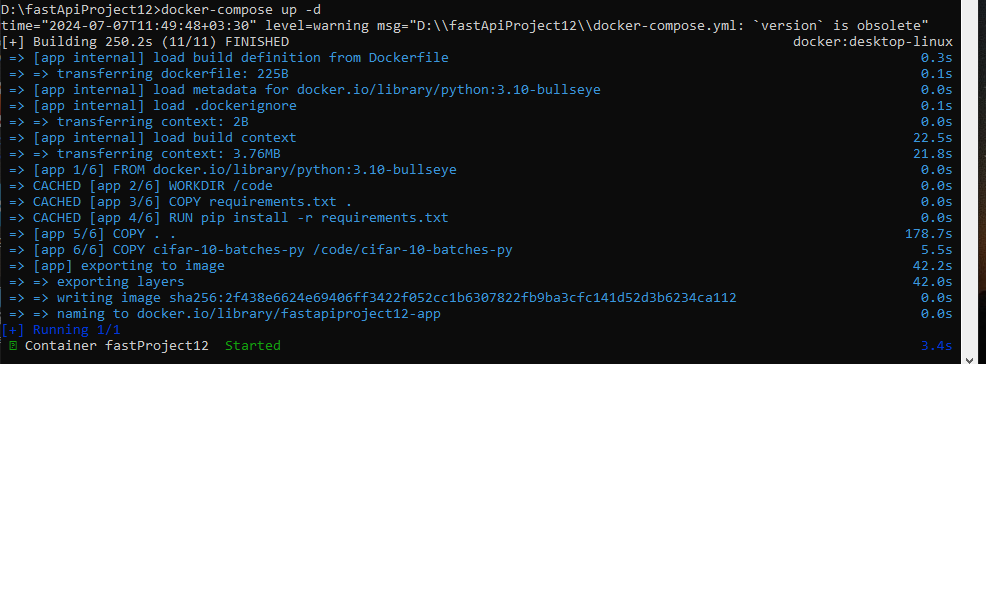 D:\fastApiProject12>docker-compose up -d
time="2024-07-07T11:49:48+03:30" level=warning msg="D:\\fastApiProject12\\docker-compose.yml: `version` is obsolete"
[+] Building 250.2s (11/11) FINISHED docker:desktop-linux
=> [app internal] load build definition from Dockerfile 0.3s
=> => transferring dockerfile: 225B 0.1s
=> [app internal] load metadata for docker.io/library/python:3.10-bullseye 0.0s
=> [app internal] load .dockerignore 0.1s
=> => transferring context: 2B 0.0s
=> [app internal] load build context 22.5s
=> => transferring context: 3.76MB 21.8s
=> [app 1/6] FROM docker.io/library/python:3.10-bullseye 0.0s
=> CACHED [app 2/6] WORKDIR /code 0.0s
=> CACHED [app 3/6] COPY requirements.txt . 0.0s
=> CACHED [app 4/6] RUN pip install -r requirements.txt 0.0s
=> [app 5/6] COPY . . 178.7s
=> [app 6/6] COPY cifar-10-batches-py /code/cifar-10-batches-py 5.5s
=> [app] exporting to image 42.2s
=> => exporting layers 42.0s
=> => writing image sha256:2f438e6624e69406ff3422f052cc1b6307822fb9ba3cfc141d52d3b6234ca112 0.0s
=> => naming to docker.io/library/fastapiproject12-app 0.0s
[+] Running 1/1
Container fastProject12 Started 3.4s